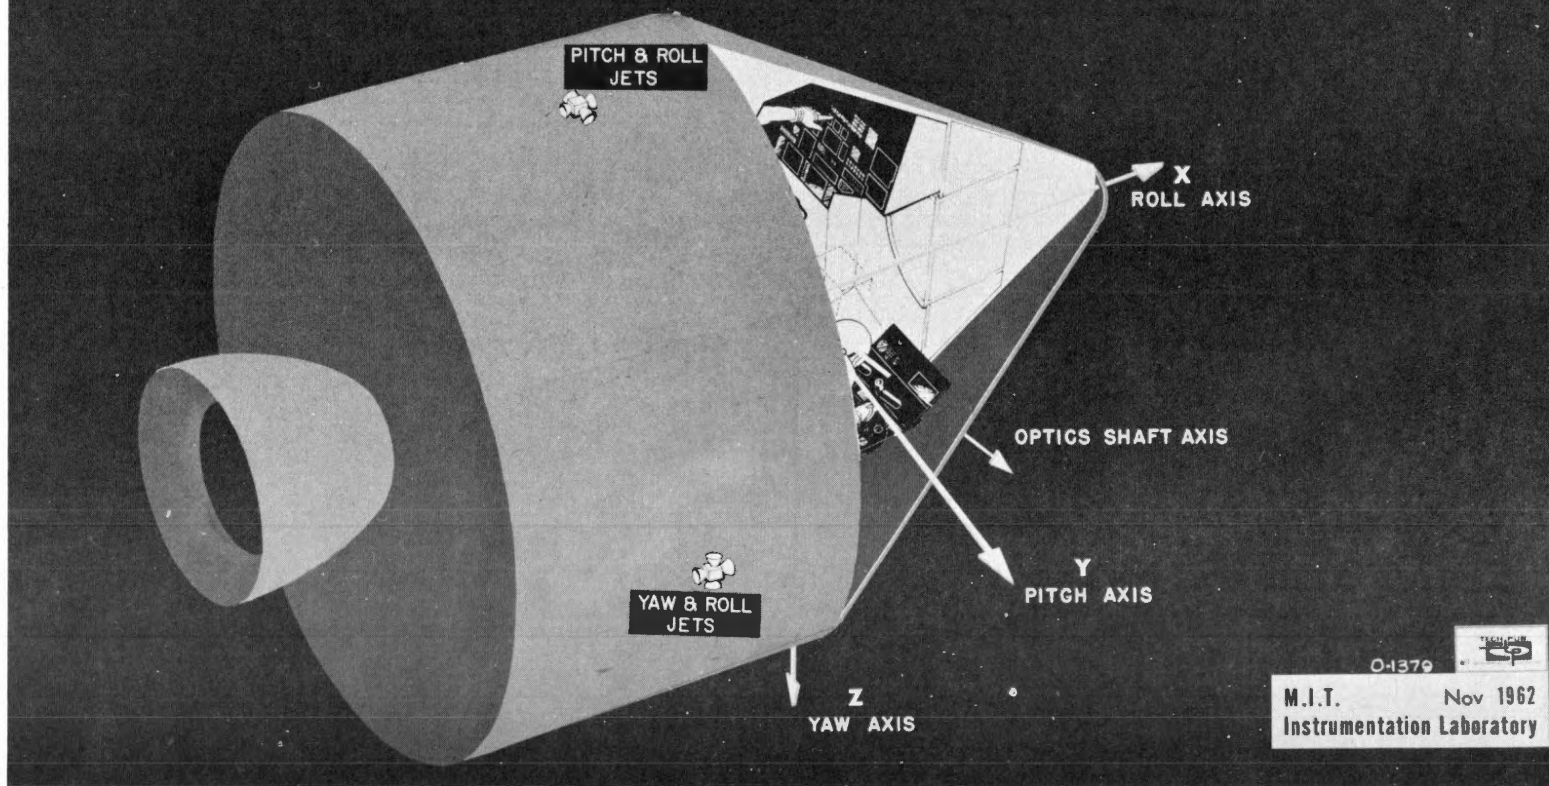 PITCH & ROLL
JETS
X
ROLL AXIS
OPTICS SHAFT AXIS
Y
PITCH AXIS
YAW & ROLL
JETS
Z
YAW AXIS
O-1379
M.I.T. Nov 1962
Instrumentation Laboratory